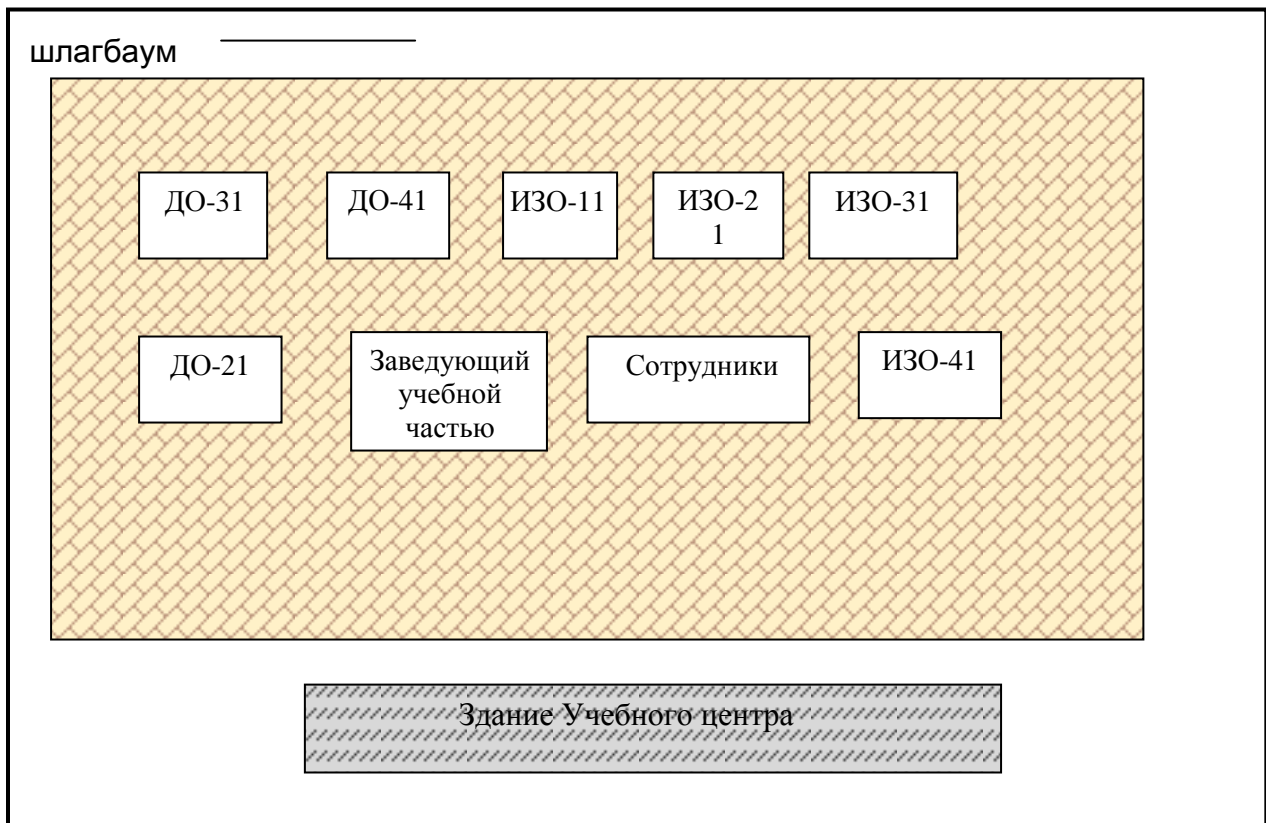 шлагбаум
ДО-31
ДО-41
ИЗО-11
ИЗО-2
1
ИЗО-31
ДО-21
Заведующий
учебной
частью
Сотрудники
ИЗО-41
Здание Учебного центра